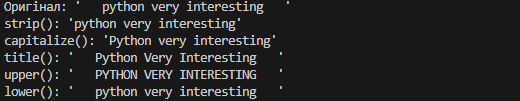 Оригінал: '   python very interesting   '
strip(): 'python very interesting'
capitalize(): 'Python very interesting'
title(): '   Python Very Interesting   '
upper(): '   PYTHON VERY INTERESTING   '
lower(): '   python very interesting   '